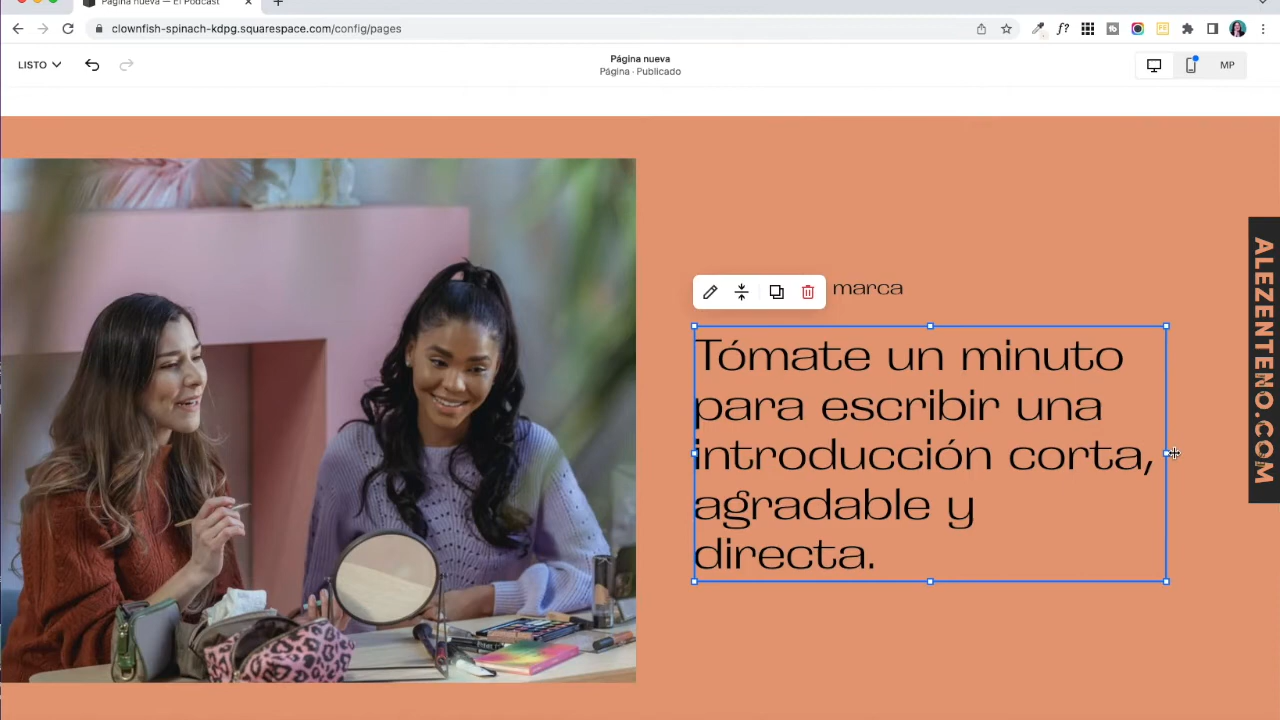 Página nueva — El Podcast
clownfish-spinach-kdpg.squarespace.com/config/pages
f?
LISTO
Página nueva
Página · Publicado
MP
marca
Tómate un minuto
para escribir una
introducción corta,
agradable y
directa.
ALEZENTENO.COM